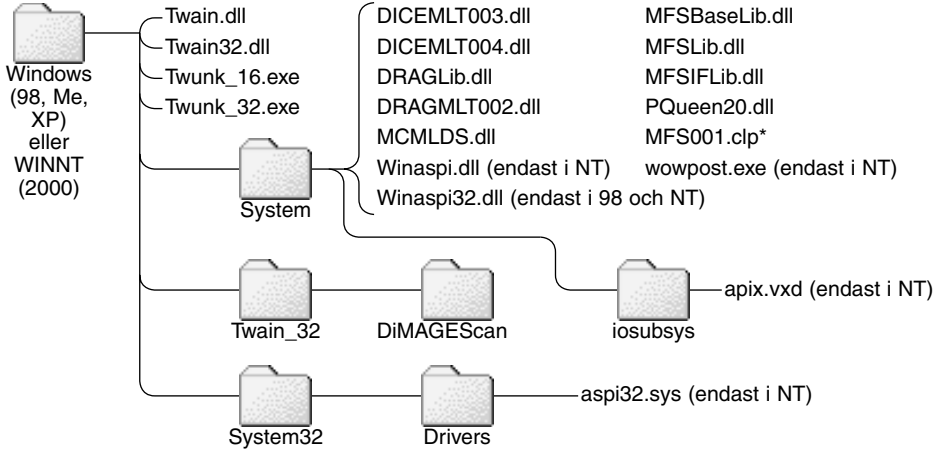 Windows
(98, Me,
XP)
eller
WINNT
(2000)
Twain.dll
Twain32.dll
Twunk_16.exe
Twunk_32.exe
System
DICEMLT003.dll
DICEMLT004.dll
DRAGLib.dll
DRAGMLT002.dll
MCMLDS.dll
Winaspi.dll (endast i NT)
Winaspi32.dll (endast i 98 och NT)
MFSBaseLib.dll
MFSLib.dll
MFSIFLib.dll
PQueen20.dll
MFS001.clp*
wowpost.exe (endast i NT)
Twain_32
DiMAGEScan
iosubsys
apix.vxd (endast i NT)
System32
Drivers
aspi32.sys (endast i NT)